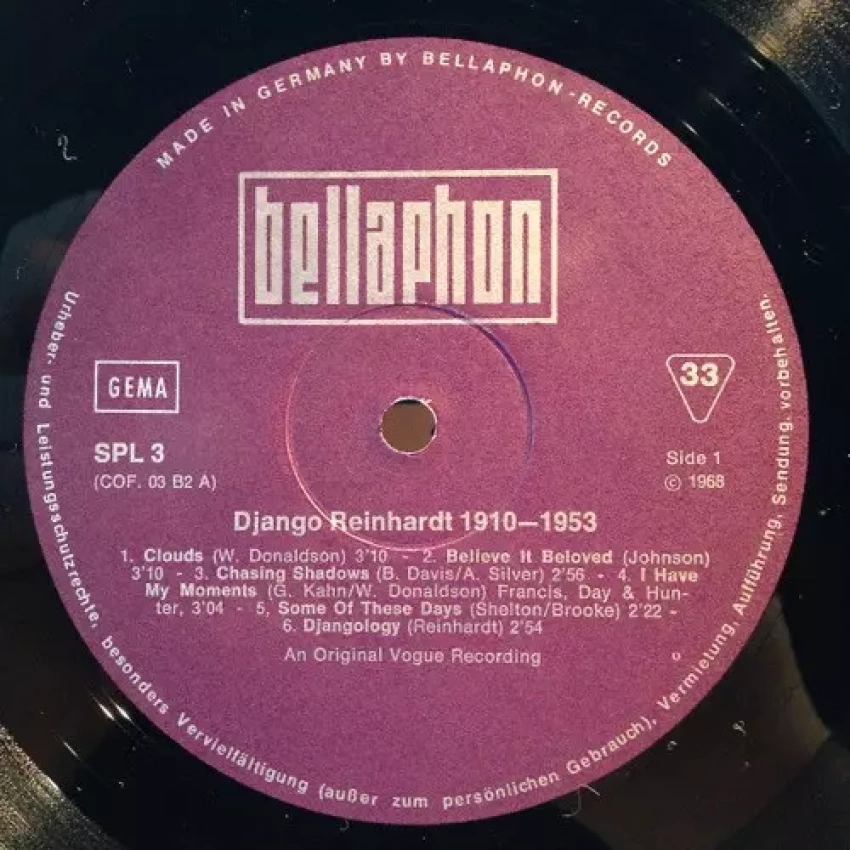 MADE IN GERMANY BY BELLAPHON-RECORDS
bellaphon
GEMA
33
SPL 3
(COF. 03 B2 A)
Side 1
© 1968
Django Reinhardt 1910—1953
1. Clouds (W. Donaldson) 3'10 - 2. Believe It Beloved (Johnson)
3'10 - 3. Chasing Shadows (B. Davis/A. Silver) 2'56 - 4. I Have
My Moments (G. Kahn/W. Donaldson) Francis, Day & Hun-
ter, 3'04 - 5, Some Of These Days (Shelton/Brooke) 2'22 -
6. Djangology (Reinhardt) 2'54
An Original Vogue Recording
Urheber- und Leistungsschutzrechte, besonders Vervielfältigung (außer zum persönlichen Gebrauch), Vermietung, Aufführung, Sendung, vorbehalten.